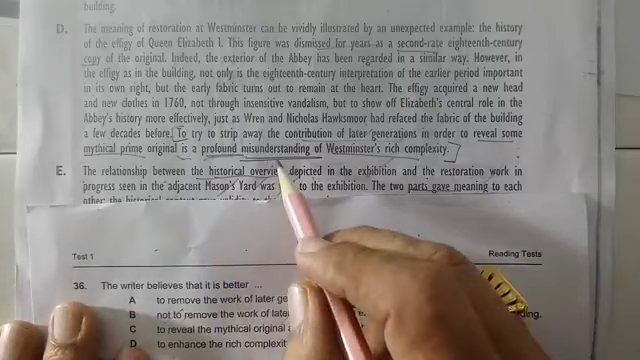 building.
D. The meaning of restoration at Westminster can be vividly illustrated by an unexpected example: the history
of the effigy of Queen Elizabeth I. This figure was dismissed for years as a second-rate eighteenth-century
copy of the original. Indeed, the exterior of the Abbey has been regarded in a similar way. However, in
the effigy as in the building, not only is the eighteenth-century interpretation of the earlier period important
in its own right, but the early fabric turns out to remain at the heart. The effigy acquired a new head
and new clothes in 1760, not through insensitive vandalism, but to show off Elizabeth's central role in the
Abbey's history more effectively, just as Wren and Nicholas Hawksmoor had refaced the fabric of the building
a few decades before. To try to strip away the contribution of later generations in order to reveal some
mythical prime original is a profound misunderstanding of Westminster's rich complexity.
E. The relationship between the historical overview depicted in the exhibition and the restoration work in
progress seen in the adjacent Mason's Yard was to the exhibition. The two parts gave meaning to each
other the historical
Test 1 Reading Tests
36. The writer believes that it is better ...
A to remove the work of later
B not to remove the work of later
C to reveal the mythical original
D to enhance the rich complexity